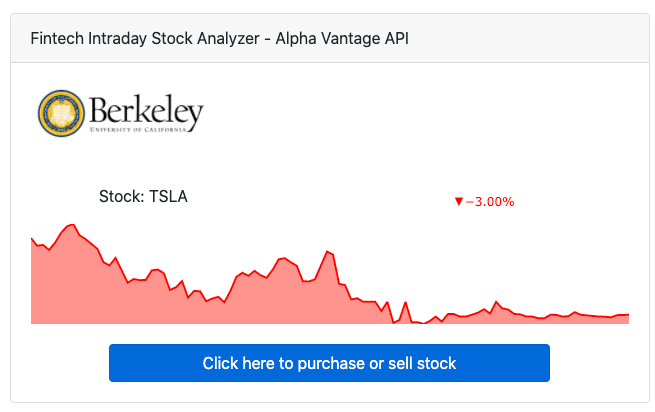 Fintech Intraday Stock Analyzer - Alpha Vantage API
Berkeley
UNIVERSITY OF CALIFORNIA
Stock: TSLA
▼−3.00%
Click here to purchase or sell stock